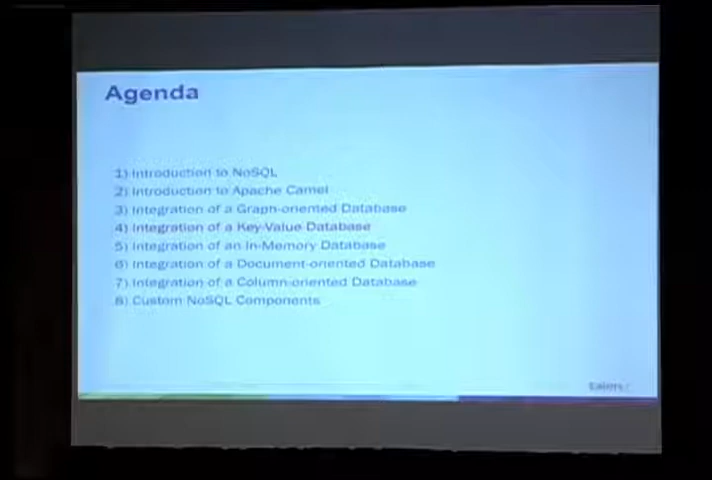 Agenda
1) Introduction to NoSQL
2) Introduction to Apache Camel
3) Integration of a Graph-oriented Database
4) Integration of a Key-Value Database
5) Integration of an In-Memory Database
6) Integration of a Document-oriented Database
7) Integration of a Column-oriented Database
8) Custom NoSQL Components